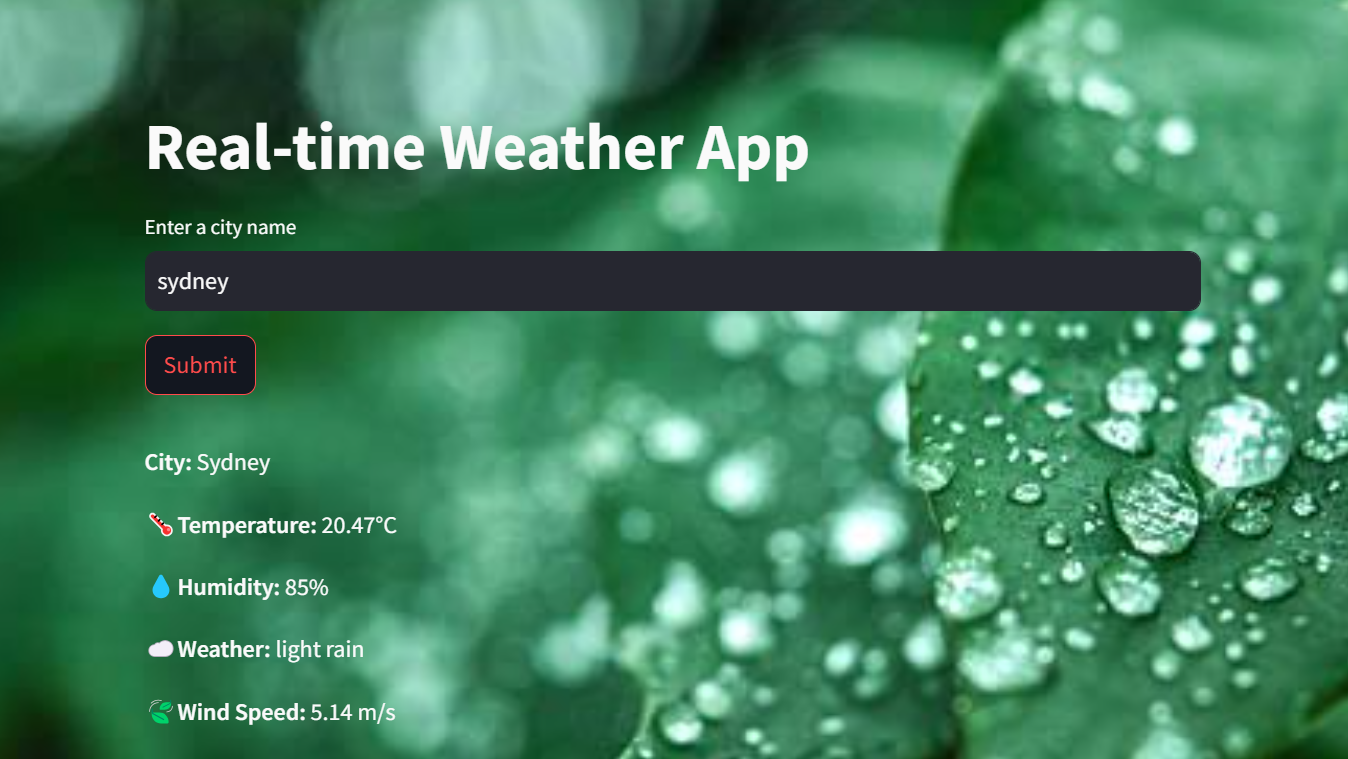 Real-time Weather App
Enter a city name
sydney
Submit
City: Sydney
Temperature: 20.47°C
Humidity: 85%
Weather: light rain
Wind Speed: 5.14 m/s